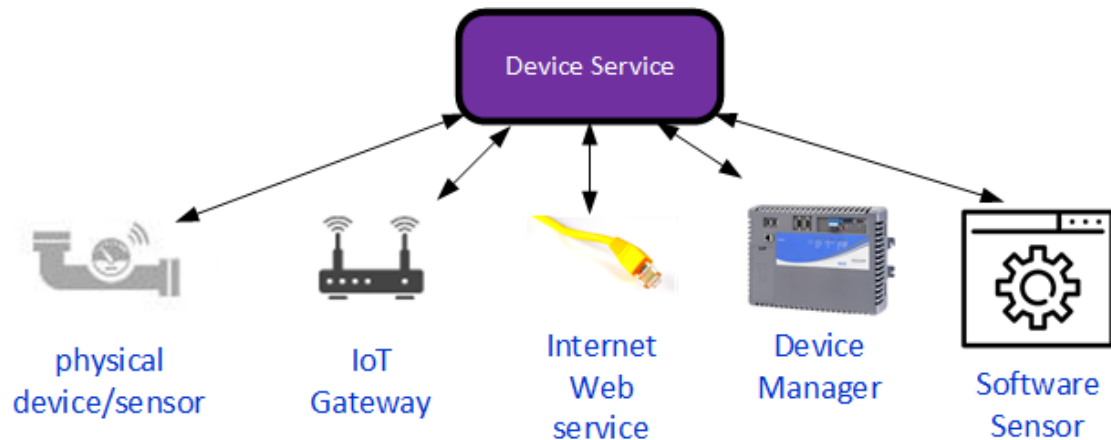 Device Service
physical
device/sensor
IoT
Gateway
Internet
Web
service
Device
Manager
Software
Sensor